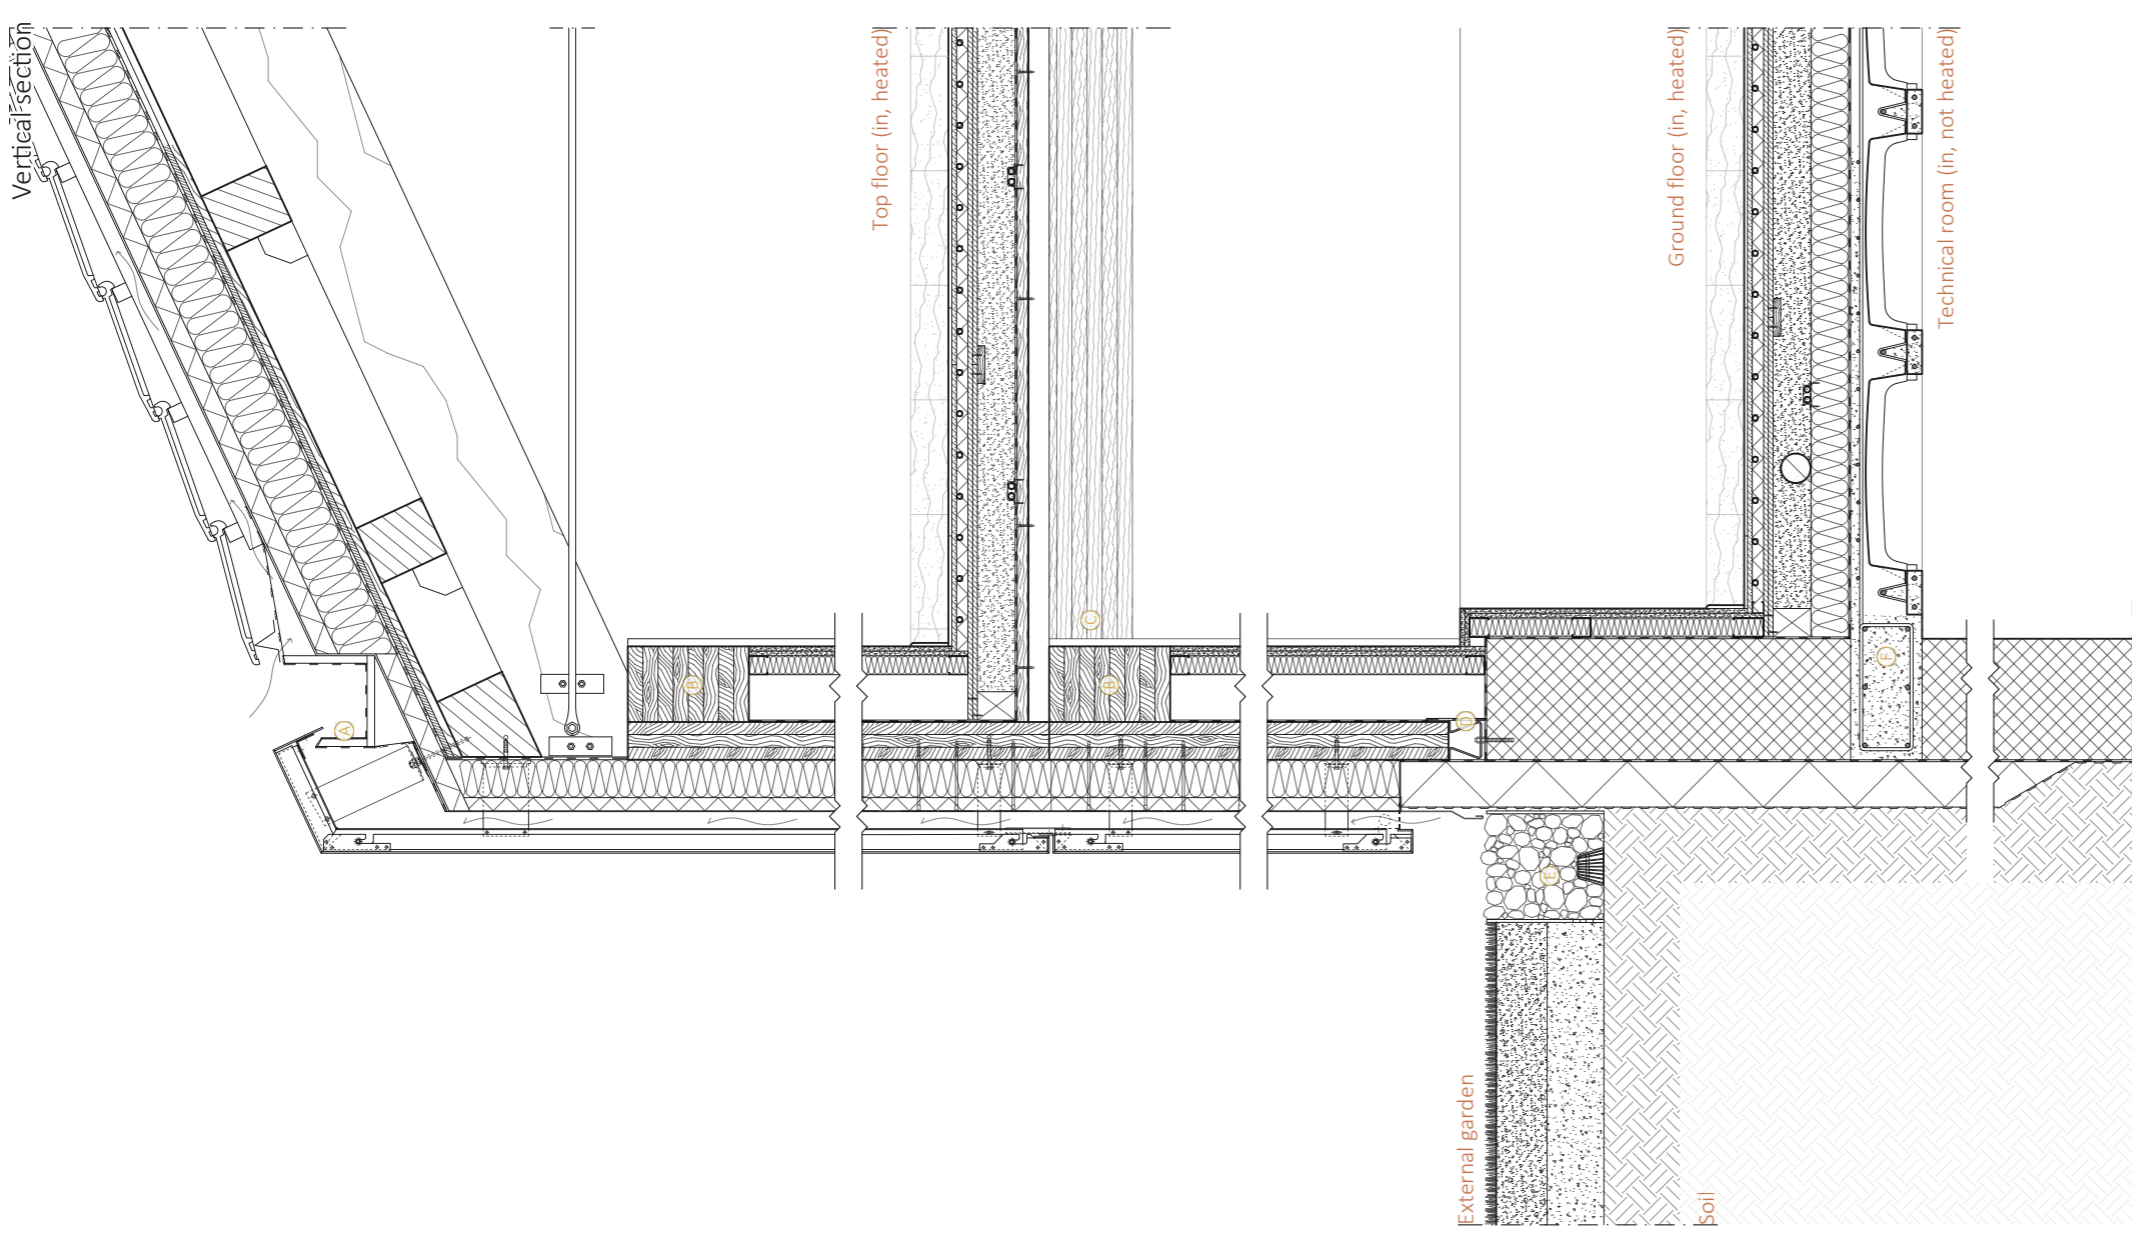 Vertical section
Top floor (in, heated)
Ground floor (in, heated)
Technical room (in, not heated)
A
B
C
B
D
E
F
External garden
Soil